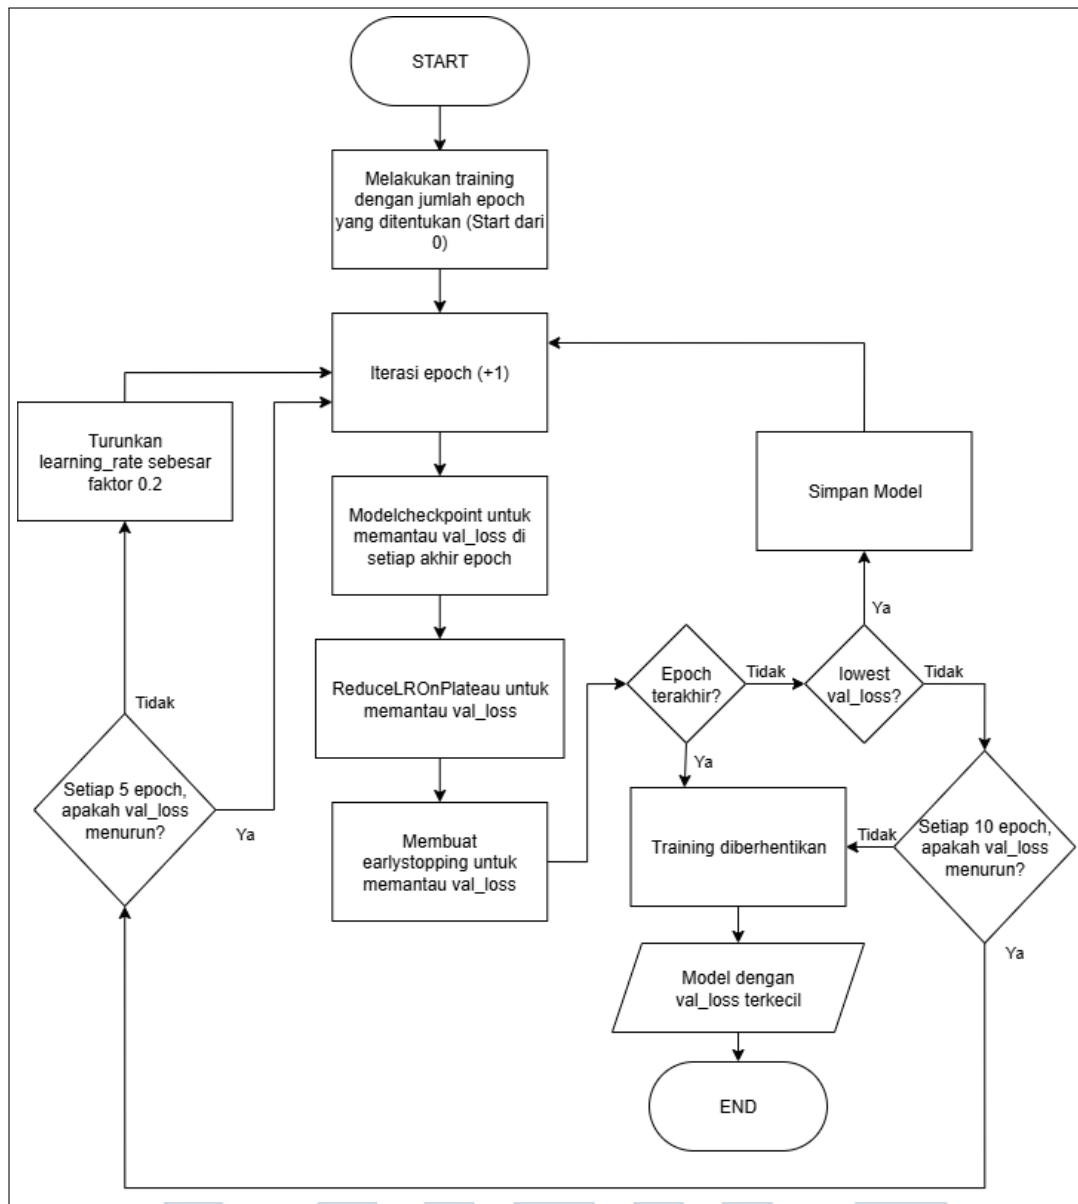 START
Melakukan training
dengan jumlah epoch
yang ditentukan (Start dari
0)
Iterasi epoch (+1)
Turunkan
learning_rate sebesar
faktor 0.2
Simpan Model
Modelcheckpoint untuk
memantau val_loss di
setiap akhir epoch
Ya
ReduceLROnPlateau untuk
memantau val_loss
Epoch
terakhir?
Tidak
lowest
val_loss?
Tidak
Tidak
Setiap 5 epoch,
apakah val_loss
menurun?
Ya
Membuat
earlystopping untuk
memantau val_loss
Ya
Training diberhentikan
Tidak
Setiap 10 epoch,
apakah val_loss
menurun?
Ya
Model dengan
val_loss terkecil
END